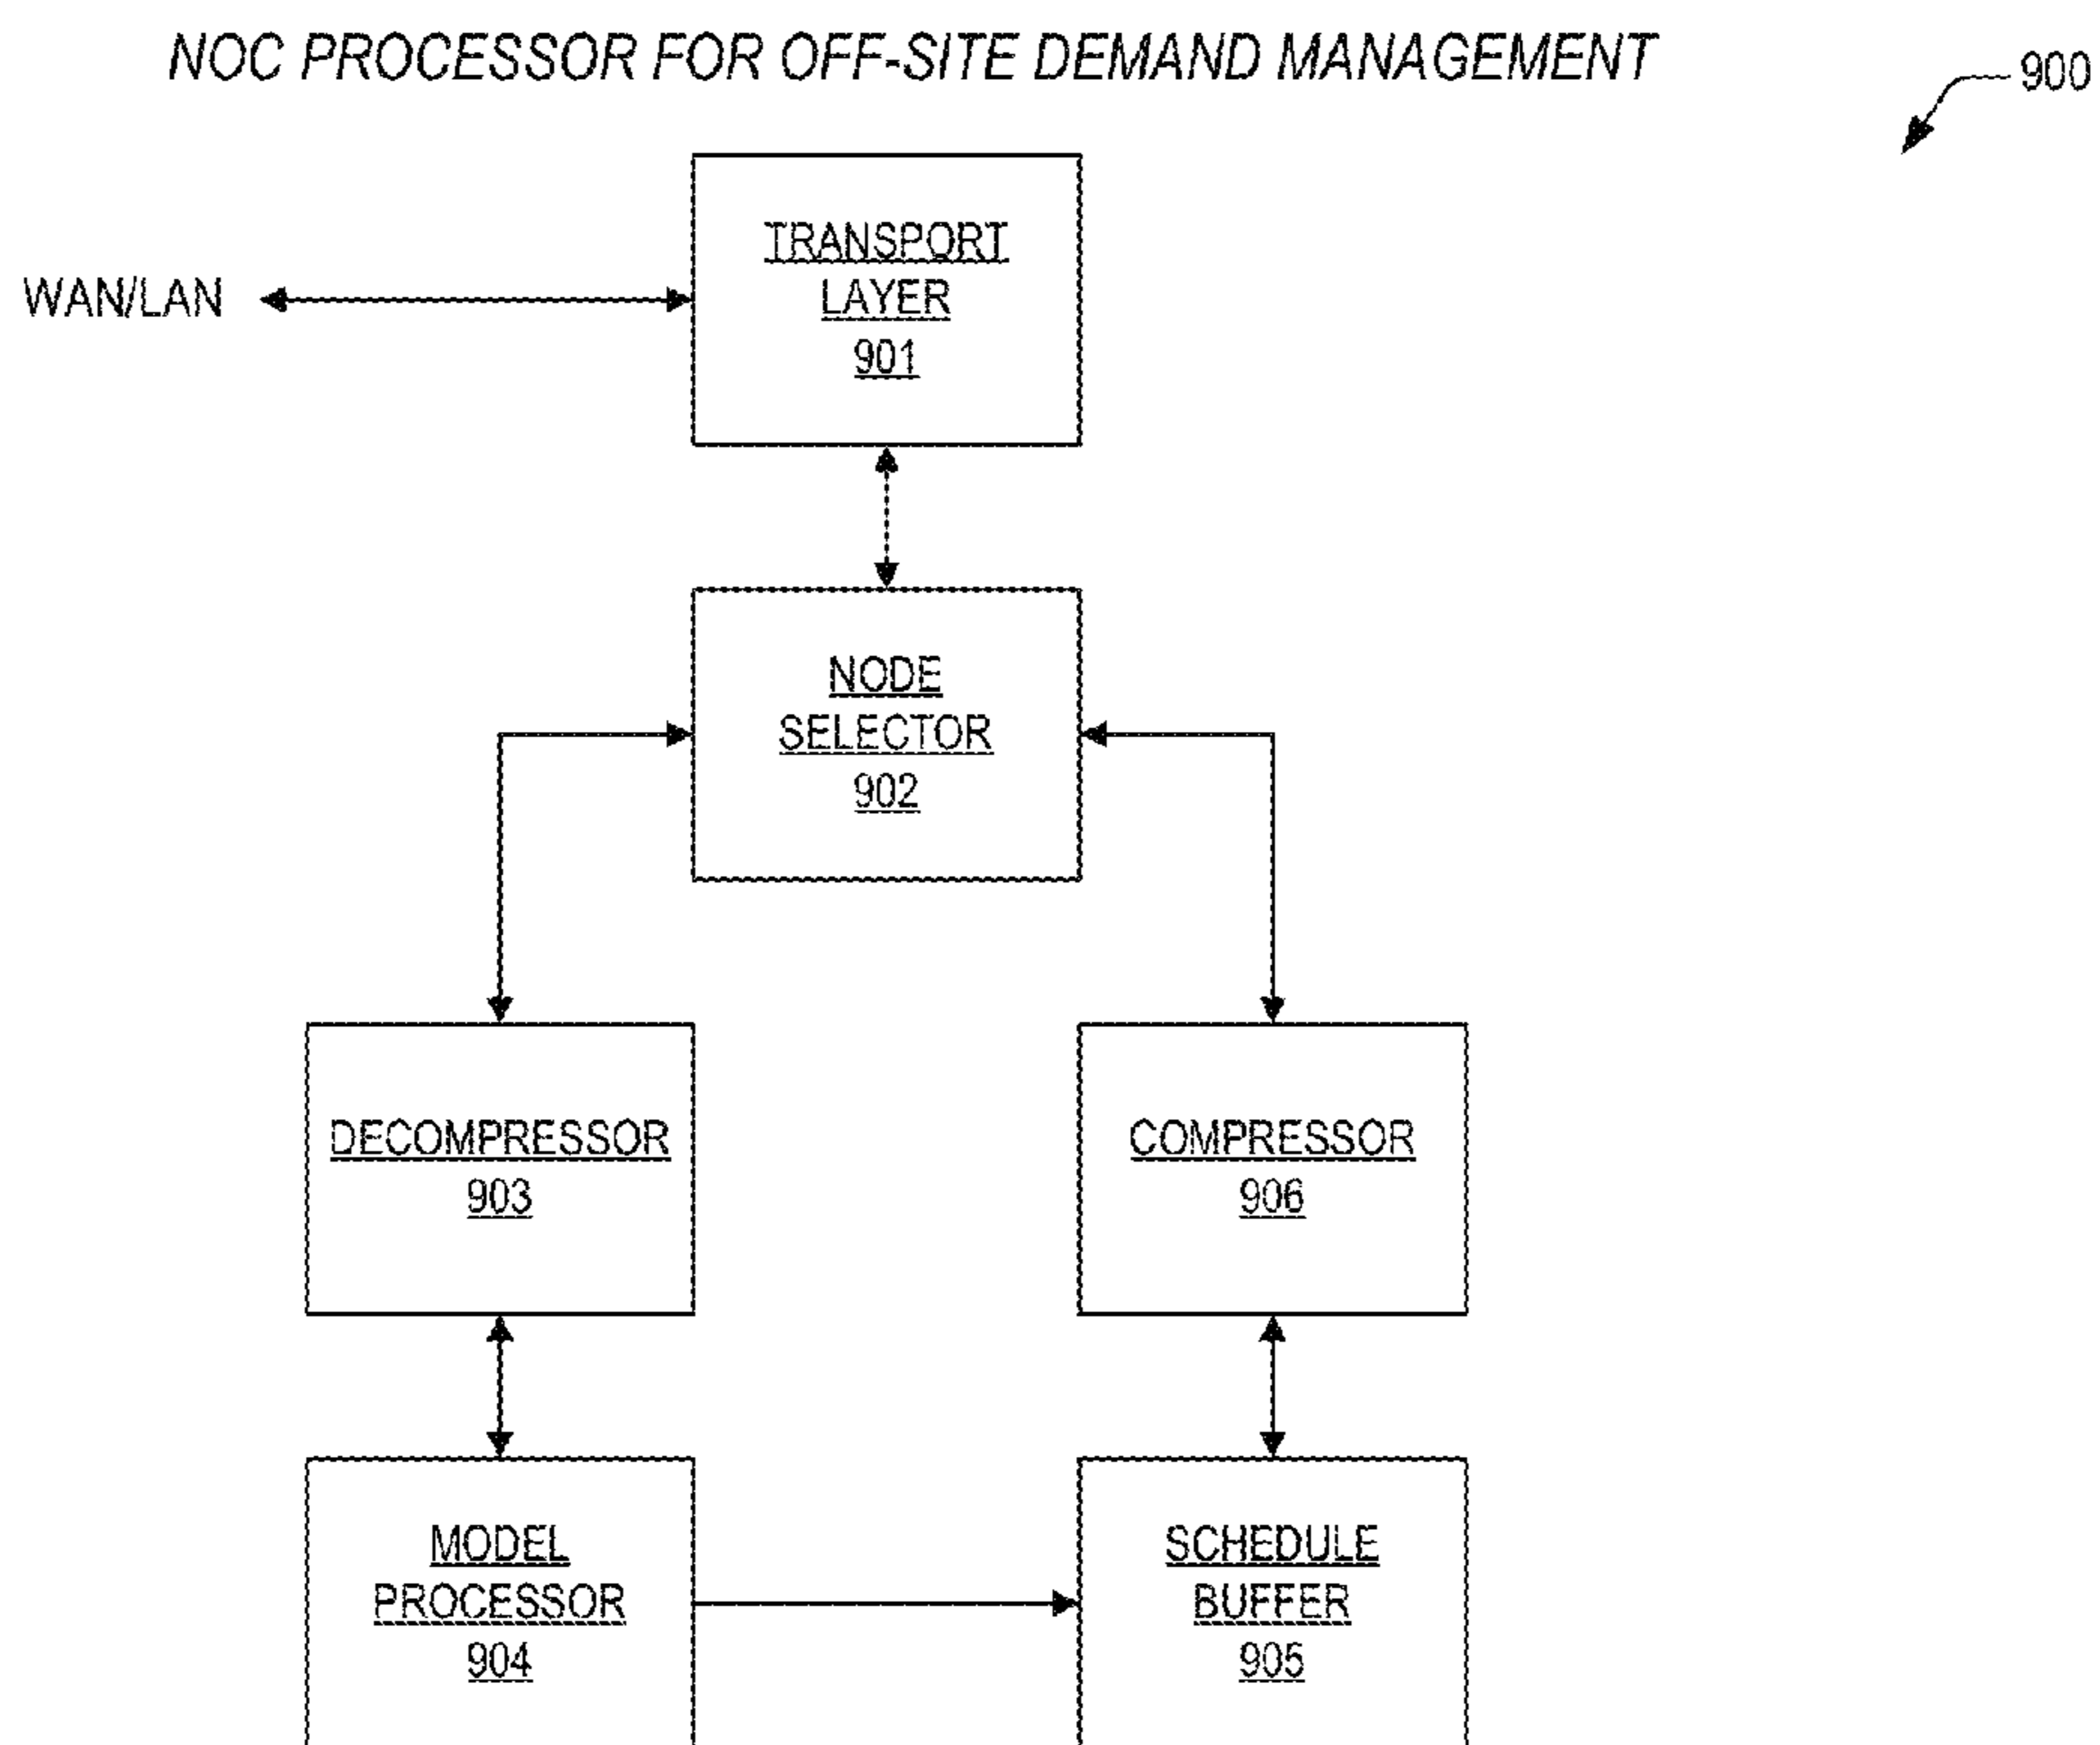 NOC PROCESSOR FOR OFF-SITE DEMAND MANAGEMENT
900
TRANSPORT
LAYER
901
WAN/LAN
NODE
SELECTOR
902
DECOMPRESSOR
903
COMPRESSOR
906
MODEL
PROCESSOR
904
SCHEDULE
BUFFER
905